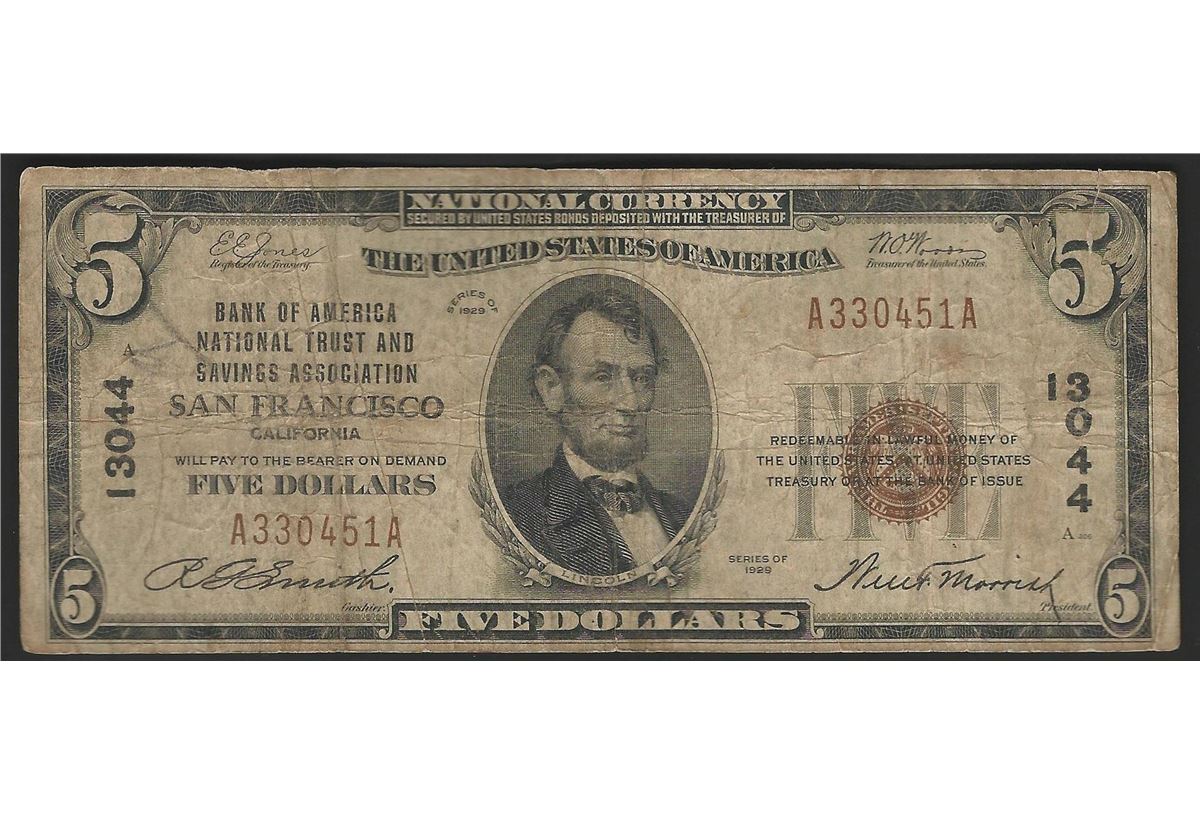 NATIONAL CURRENCY
SECURED BY UNITED STATES BONDS DEPOSITED WITH THE TREASURER OF
THE UNITED STATES OF AMERICA
5
5
E E Jones
Register of the Treasury.
W O Woods
Treasurer of the United States.
SERIES OF
1929
BANK OF AMERICA
NATIONAL TRUST AND
SAVINGS ASSOCIATION
SAN FRANCISCO
CALIFORNIA
WILL PAY TO THE BEARER ON DEMAND
FIVE DOLLARS
A
13044
A330451A
A330451A
13044
FIVE
REDEEMABLE IN LAWFUL MONEY OF
THE UNITED STATES AT UNITED STATES
TREASURY OR AT THE BANK OF ISSUE
A 306
SERIES OF
1929
LINCOLN
Cashier.
President.
5
FIVE DOLLARS
5